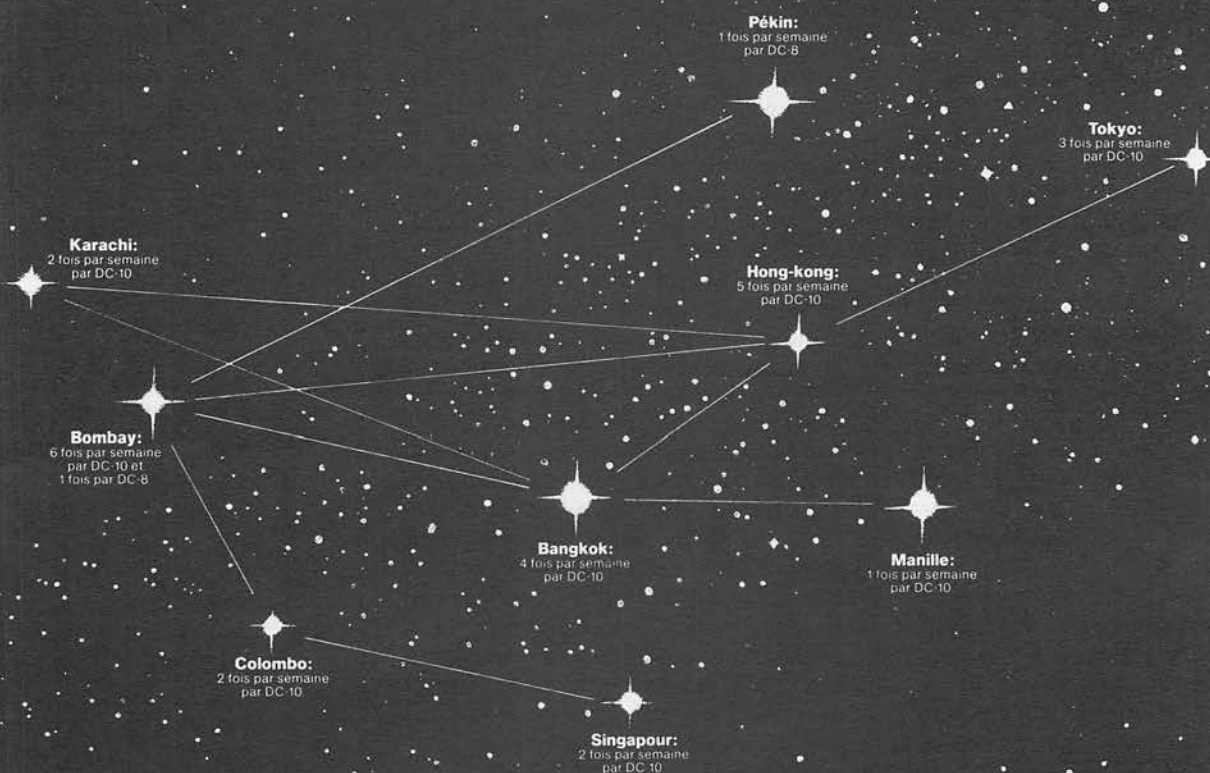 Pékin:
1 fois par semaine
par DC-8
Tokyo:
3 fois par semaine
par DC-10
Karachi:
2 fois par semaine
par DC-10
Hong-kong:
5 fois par semaine
par DC-10
Bombay:
6 fois par semaine
par DC-10 et
1 fois par DC-8
Bangkok:
4 fois par semaine
par DC-10
Manille:
1 fois par semaine
par DC-10
Colombo:
2 fois par semaine
par DC-10
Singapour:
2 fois par semaine
par DC 10